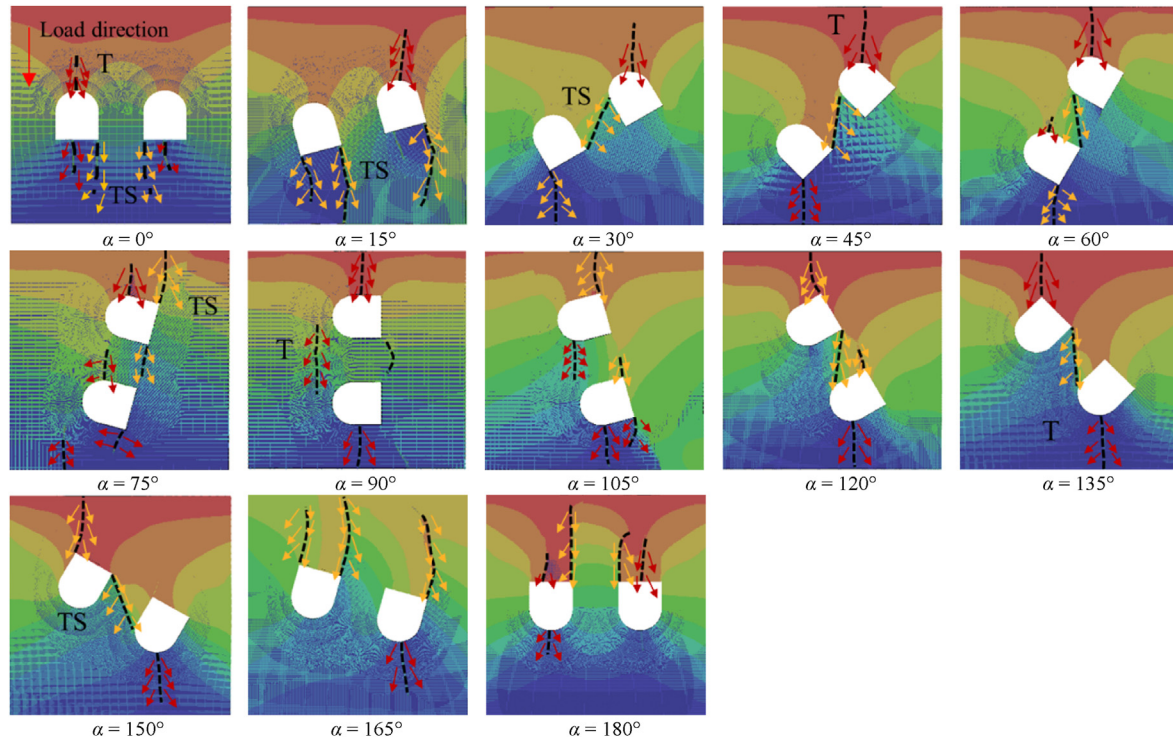 Load direction
T
TS
α = 0°
TS
α = 15°
TS
α = 30°
T
α = 45°
α = 60°
TS
α = 75°
T
α = 90°
α = 105°
α = 120°
T
α = 135°
TS
α = 150°
α = 165°
α = 180°